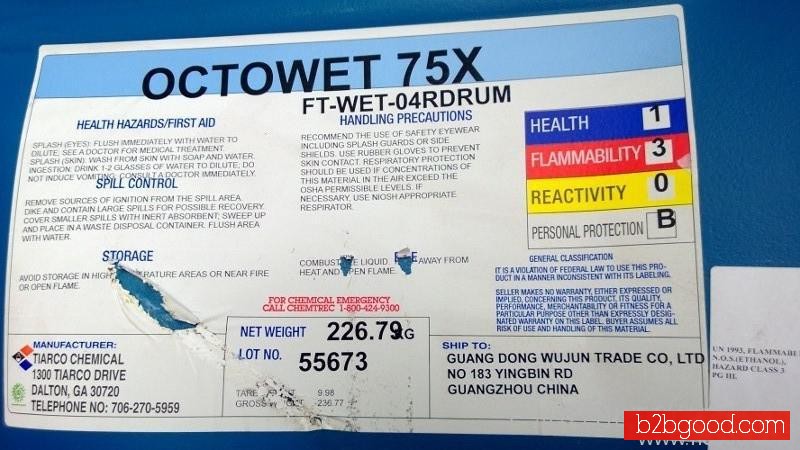 OCTOWET 75X
FT-WET-04RDRUM
HEALTH HAZARDS/FIRST AID
SPLASH (EYES): FLUSH IMMEDIATELY WITH WATER TO
DILUTE, SEE A DOCTOR FOR MEDICAL TREATMENT.
SPLASH (SKIN): WASH FROM SKIN WITH SOAP AND WATER.
INGESTION: DRINK 1-2 GLASSES OF WATER TO DILUTE; DO
NOT INDUCE VOMITING. CONSULT A DOCTOR IMMEDIATELY.
SPILL CONTROL
REMOVE SOURCES OF IGNITION FROM THE SPILL AREA.
DIKE AND CONTAIN LARGE SPILLS FOR POSSIBLE RECOVERY.
COVER SMALLER SPILLS WITH INERT ABSORBENT; SWEEP UP
AND PLACE IN A WASTE DISPOSAL CONTAINER. FLUSH AREA
WITH WATER.
STORAGE
AVOID STORAGE IN HIGH RATURE AREAS OR NEAR FIRE
OR OPEN FLAME.
HANDLING PRECAUTIONS
RECOMMEND THE USE OF SAFETY EYEWEAR
INCLUDING SPLASH GUARDS OR SIDE
SHIELDS. USE RUBBER GLOVES TO PREVENT
SKIN CONTACT. RESPIRATORY PROTECTION
SHOULD BE USED IF CONCENTRATIONS OF
THIS MATERIAL IN THE AIR EXCEED THE
OSHA PERMISSIBLE LEVELS. IF
NECESSARY, USE NIOSH APPROPRIATE
RESPIRATOR.
LIQUID. AWAY FROM
HEAT AND FLAME.
HEALTH 1
FLAMMABILITY 3
REACTIVITY 0
PERSONAL PROTECTION B
GENERAL CLASSIFICATION
IT IS A VIOLATION OF FEDERAL LAW TO USE THIS PRO-
DUCT IN A MANNER INCONSISTENT WITH ITS LABELING.
SELLER MAKES NO WARRANTY, EITHER EXPRESSED OR
IMPLIED, CONCERNING THIS PRODUCT, ITS QUALITY,
PERFORMANCE, MERCHANTABILITY OR FITNESS FOR A
PARTICULAR PURPOSE OTHER THAN EXPRESSLY DESIG-
NATED WARRANTY ON THIS LABEL. BUYER ASSUMES ALL
RISK OF USE AND HANDLING OF THIS MATERIAL.
FOR CHEMICAL EMERGENCY
CALL CHEMTREC 1-800-424-9300
MANUFACTURER:
TIARCO CHEMICAL
1300 TIARCO DRIVE
DALTON, GA 30720
TELEPHONE NO: 706-270-5959
NET WEIGHT 226.79 KG
LOT NO. 55673
TARE 9.98
GROSS 236.77
SHIP TO:
GUANG DONG WUJUN TRADE CO, LTD
NO 183 YINGBIN RD
GUANGZHOU CHINA
UN 1993, FLAMMABLE
N.O.S.(ETHANOL),
HAZARD CLASS 3
PG III.
b2bgood.com